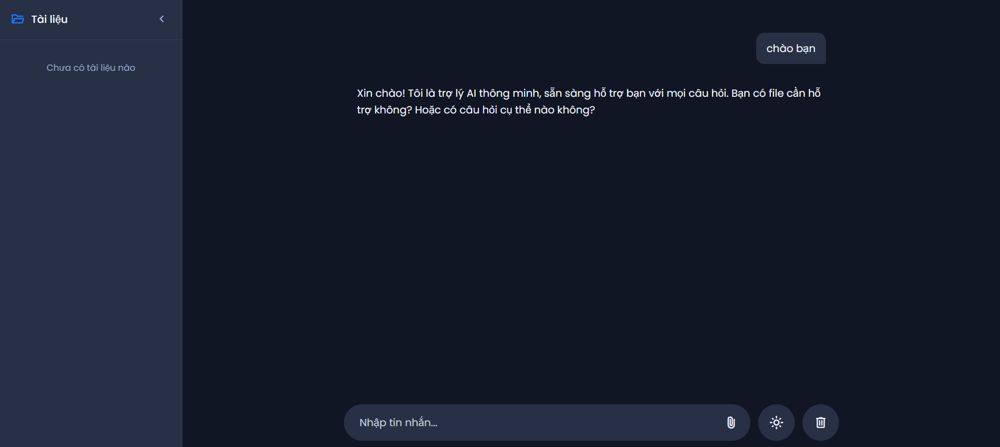 Tài liệu
Chưa có tài liệu nào
chào bạn
Xin chào! Tôi là trợ lý AI thông minh, sẵn sàng hỗ trợ bạn với mọi câu hỏi. Bạn có file cần hỗ
trợ không? Hoặc có câu hỏi cụ thể nào không?
Nhập tin nhắn...